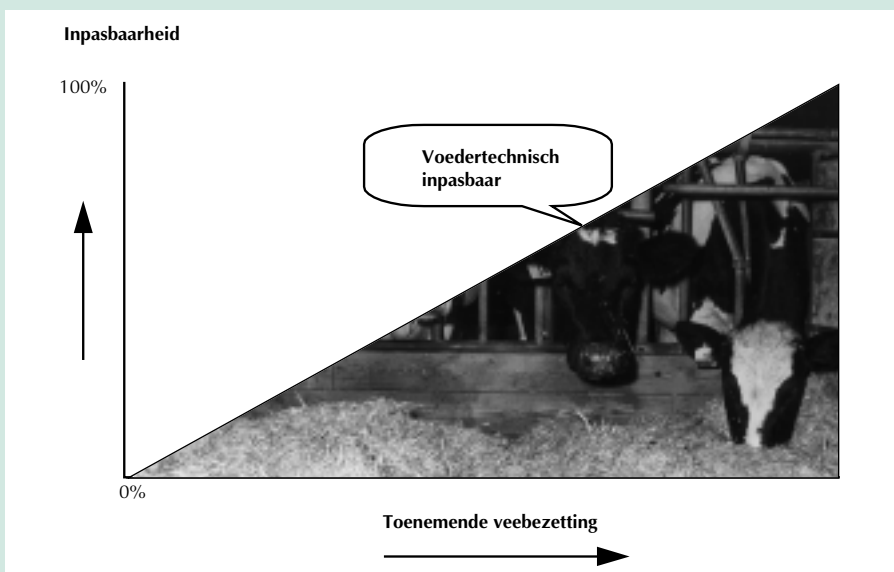 Inpasbaarheid
100%
Voedertechnisch
inpasbaar
0%
Toenemende veebezetting